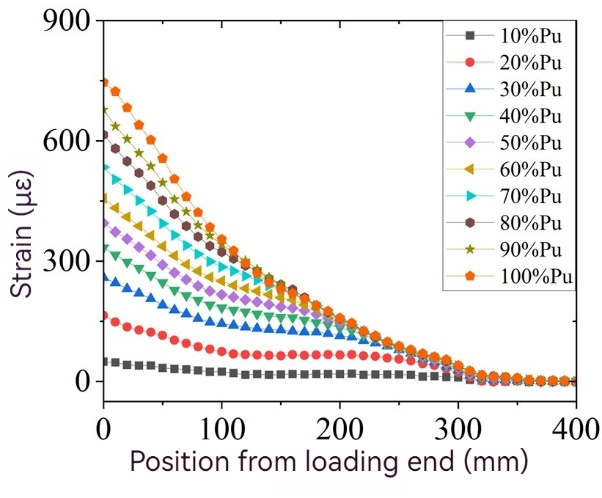 900
600
300
0
0
100
200
300
400
Strain (με)
Position from loading end (mm)
10%Pu
20%Pu
30%Pu
40%Pu
50%Pu
60%Pu
70%Pu
80%Pu
90%Pu
100%Pu